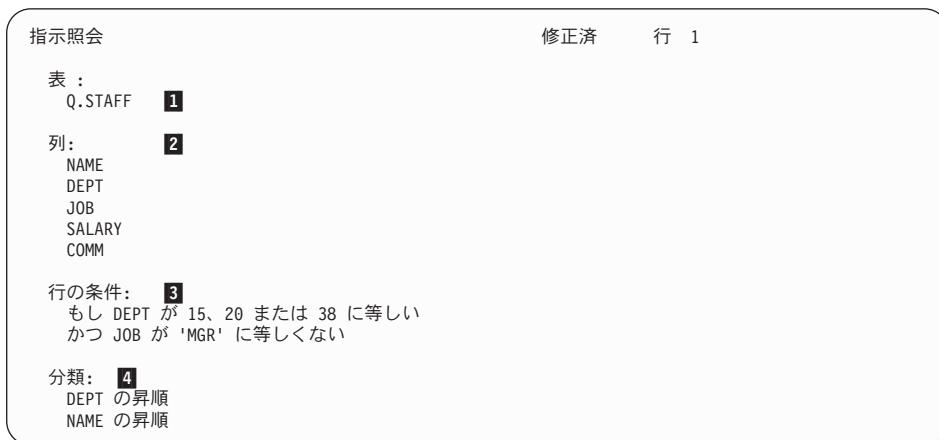 指示照会 修正済 行 1
表 :
Q.STAFF 1
列: 2
NAME
DEPT
JOB
SALARY
COMM
行の条件: 3
もし DEPT が 15、20 または 38 に等しい
かつ JOB が 'MGR' に等しくない
分類: 4
DEPT の昇順
NAME の昇順